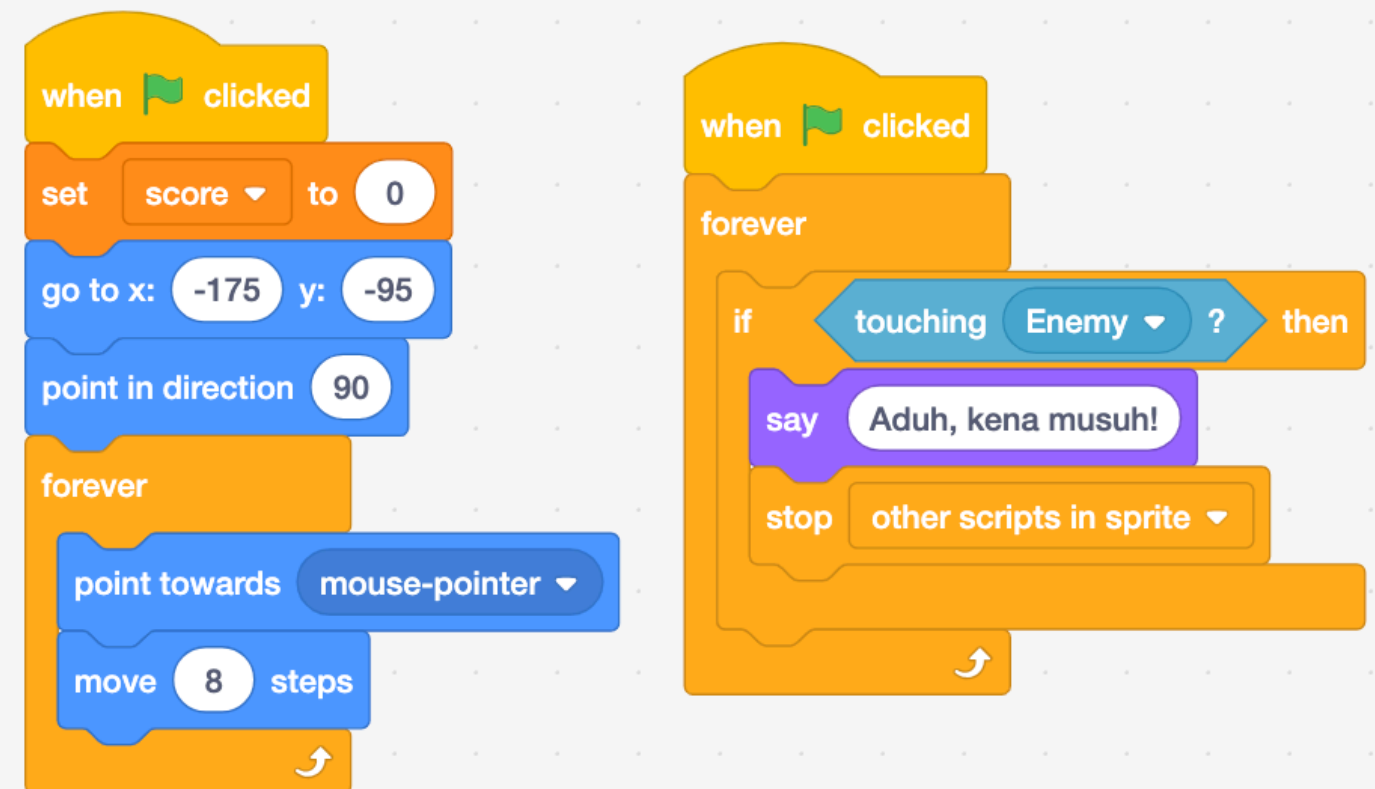 when clicked
set score to 0
go to x: -175 y: -95
point in direction 90
forever
point towards mouse-pointer
move 8 steps
when clicked
forever
if touching Enemy ? then
say Aduh, kena musuh!
stop other scripts in sprite